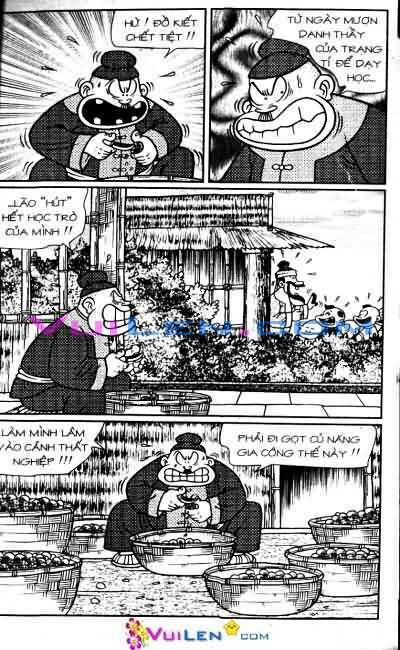 HỪ ! ĐỒ KIẾT
CHẾT TIỆT !!
TỪ NGÀY MƯỢN
DANH THẦY
CỦA TRẠNG
TÍ ĐỂ DẠY
HỌC...
...LÃO "HÚT"
HẾT HỌC TRÒ
CỦA MÌNH !!
VUILEN.COM
LÀM MÌNH LÂM
VÀO CẢNH THẤT
NGHIỆP !!!
PHẢI ĐI GỌT CỦ NĂNG
GIA CÔNG THẾ NÀY !!
VUILEN.COM